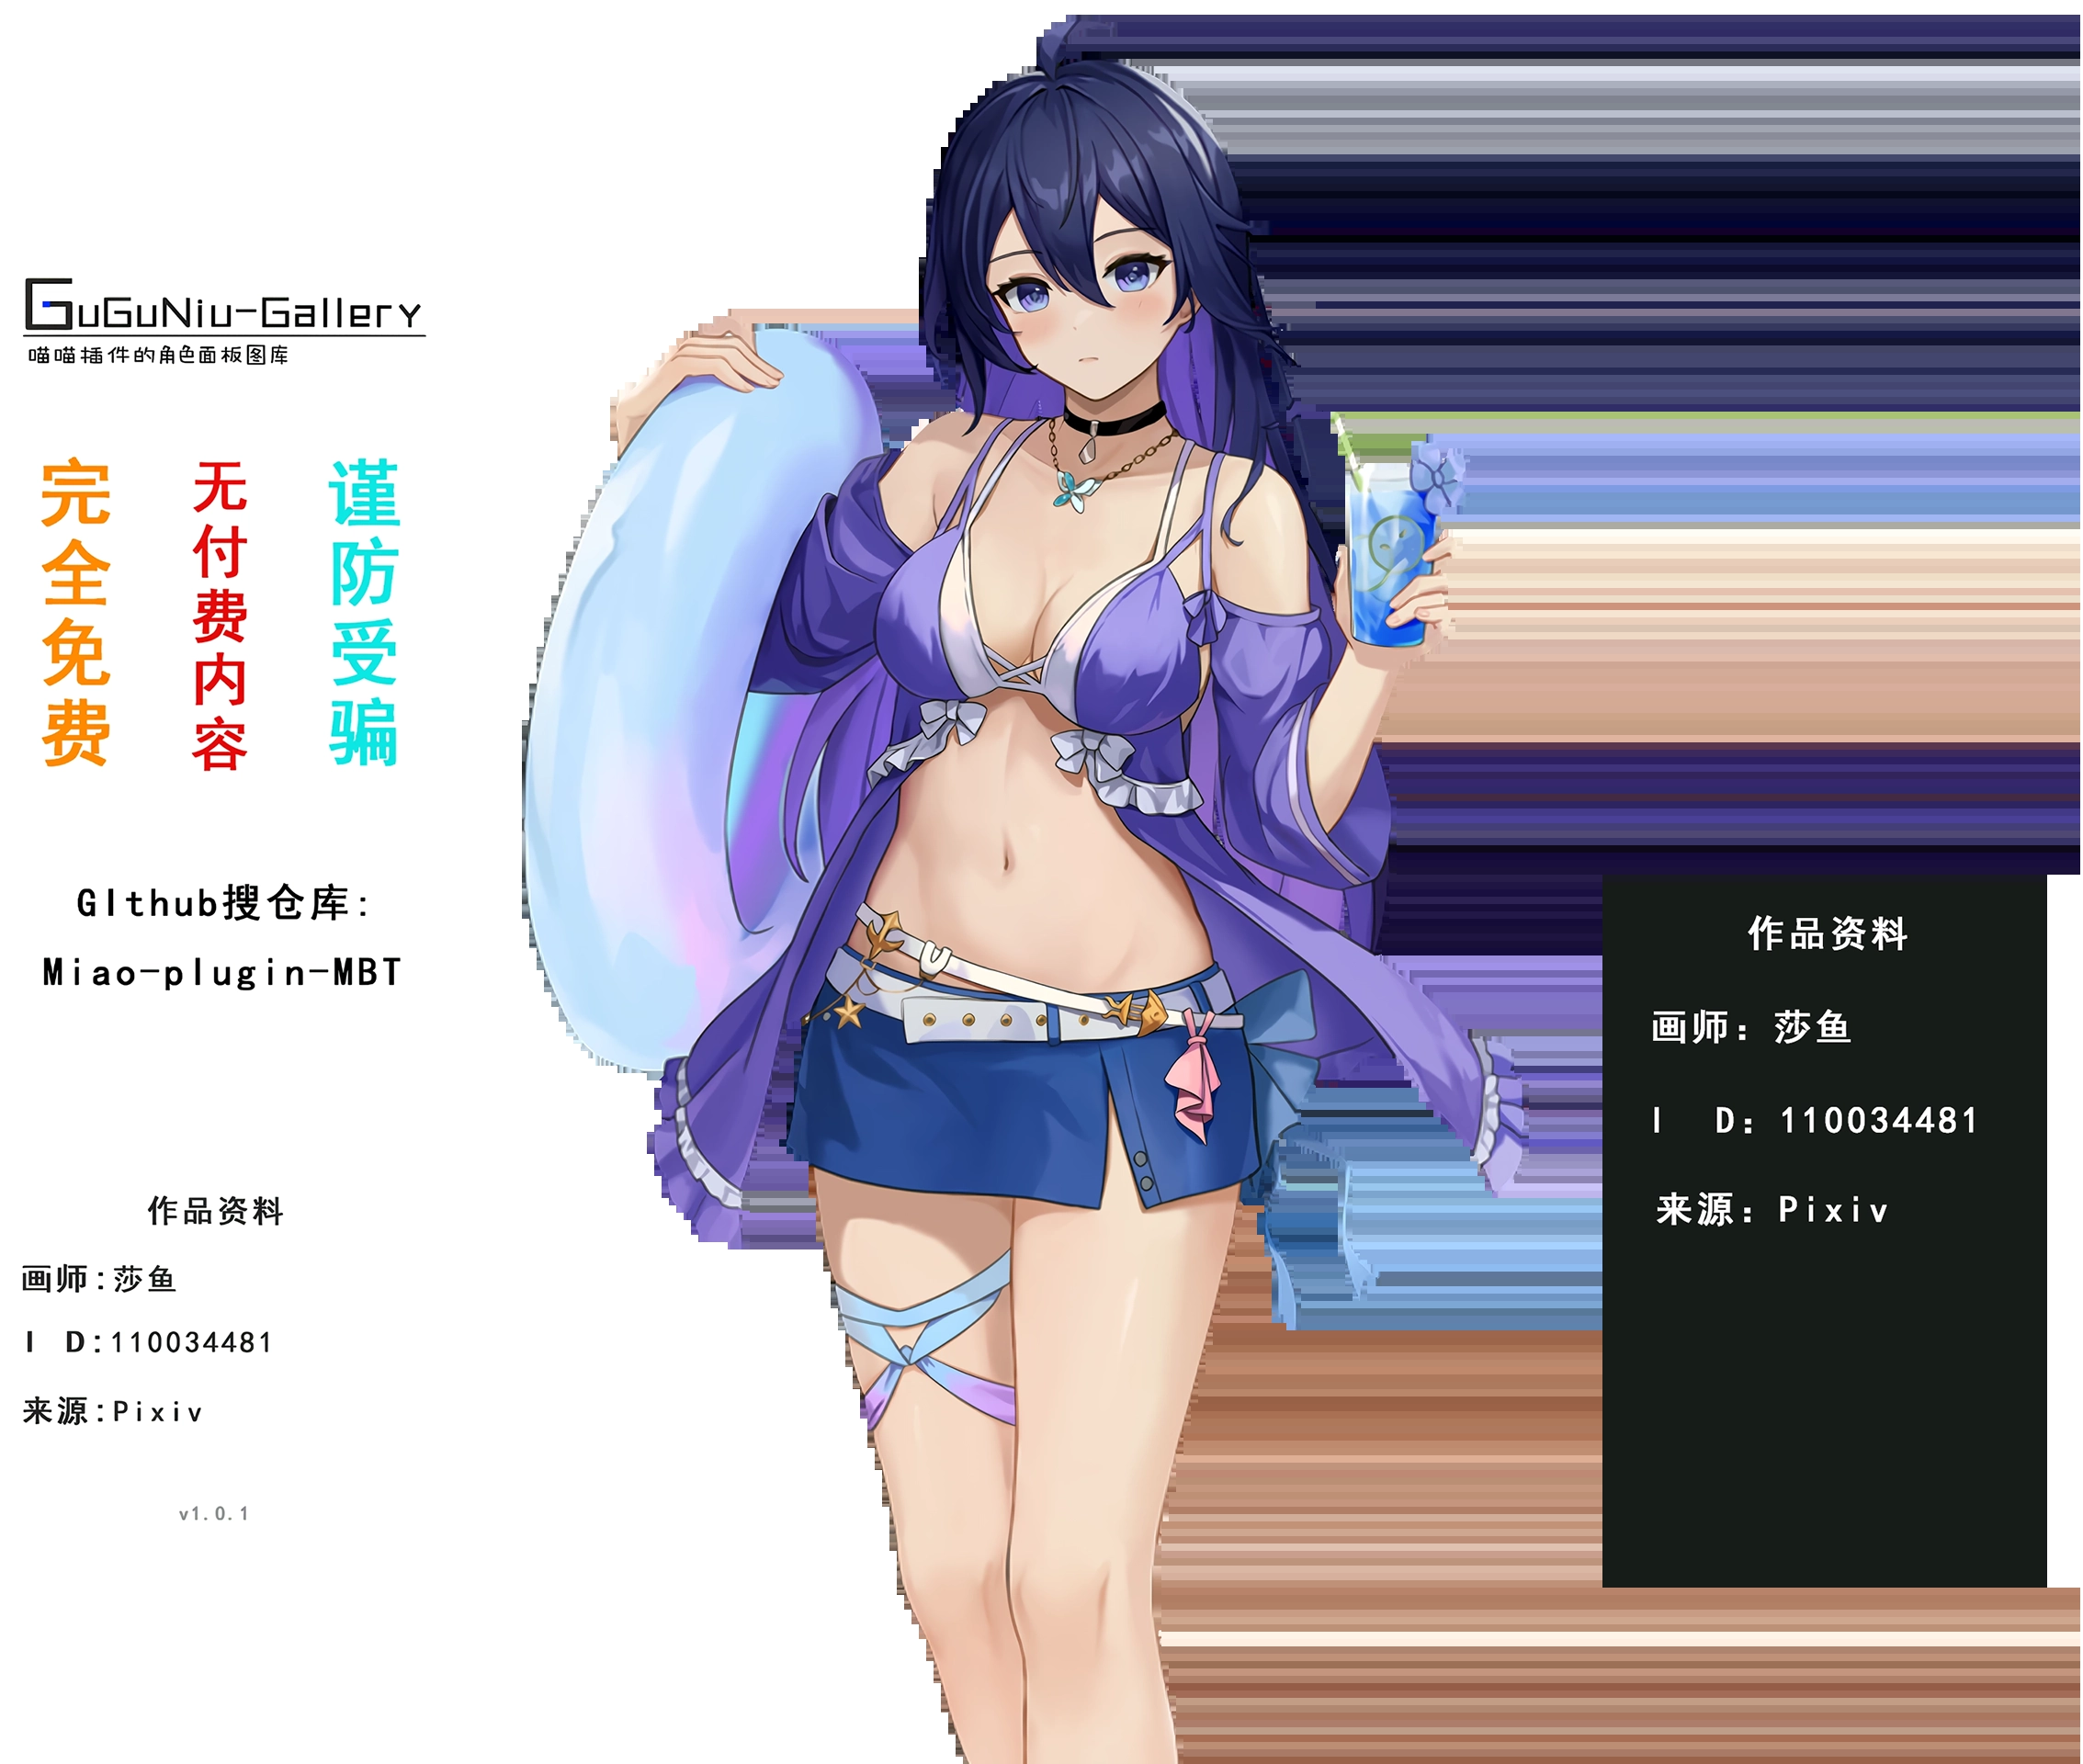 GuGuNiu-Gallery
喵喵插件的角色面板图库
完全免费
无付费内容
谨防受骗
GIthub搜仓库:
Miao-plugin-MBT
作品资料
画师:莎鱼
I D:110034481
来源:Pixiv
v1.0.1
作品资料
画师：莎鱼
I D：110034481
来源：Pixiv